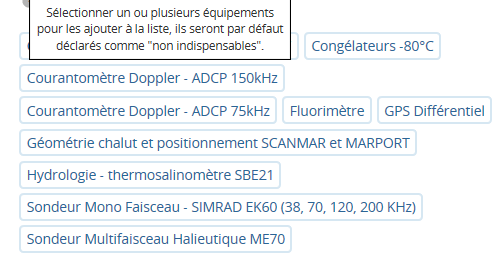 Sélectionner un ou plusieurs équipements
pour les ajouter à la liste, ils seront par défaut
déclarés comme "non indispensables".
Congélateurs -80°C
Courantomètre Doppler - ADCP 150kHz
Courantomètre Doppler - ADCP 75kHz Fluorimètre GPS Différentiel
Géométrie chalut et positionnement SCANMAR et MARPORT
Hydrologie - thermosalinomètre SBE21
Sondeur Mono Faisceau - SIMRAD EK60 (38, 70, 120, 200 KHz)
Sondeur Multifaisceau Halieutique ME70